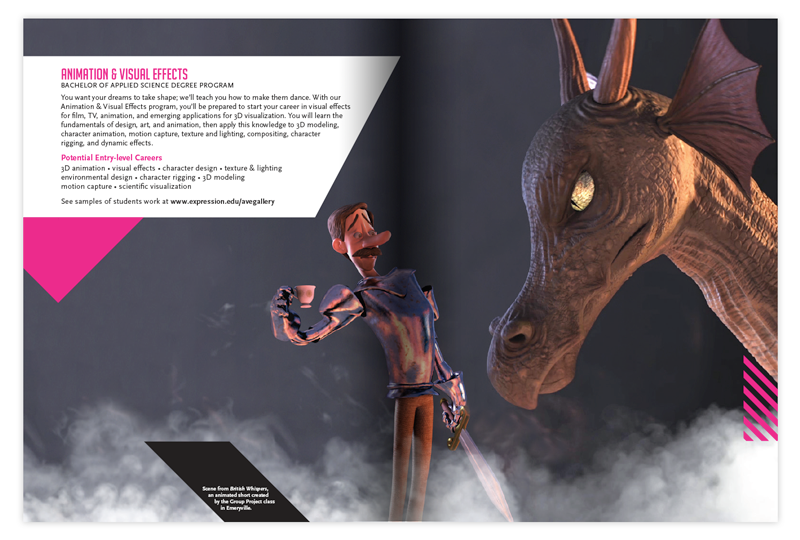 ANIMATION & VISUAL EFFECTS
BACHELOR OF APPLIED SCIENCE DEGREE PROGRAM
You want your dreams to take shape; we'll teach you how to make them dance. With our
Animation & Visual Effects program, you'll be prepared to start your career in visual effects
for film, TV, animation, and emerging applications for 3D visualization. You will learn the
fundamentals of design, art, and animation, then apply this knowledge to 3D modeling,
character animation, motion capture, texture and lighting, compositing, character
rigging, and dynamic effects.
Potential Entry-level Careers
3D animation • visual effects • character design • texture & lighting
environmental design • character rigging • 3D modeling
motion capture • scientific visualization
See samples of students work at www.expression.edu/avegallery
Scene from British Whispers,
an animated short created
by the Group Project class
in Emeryville.